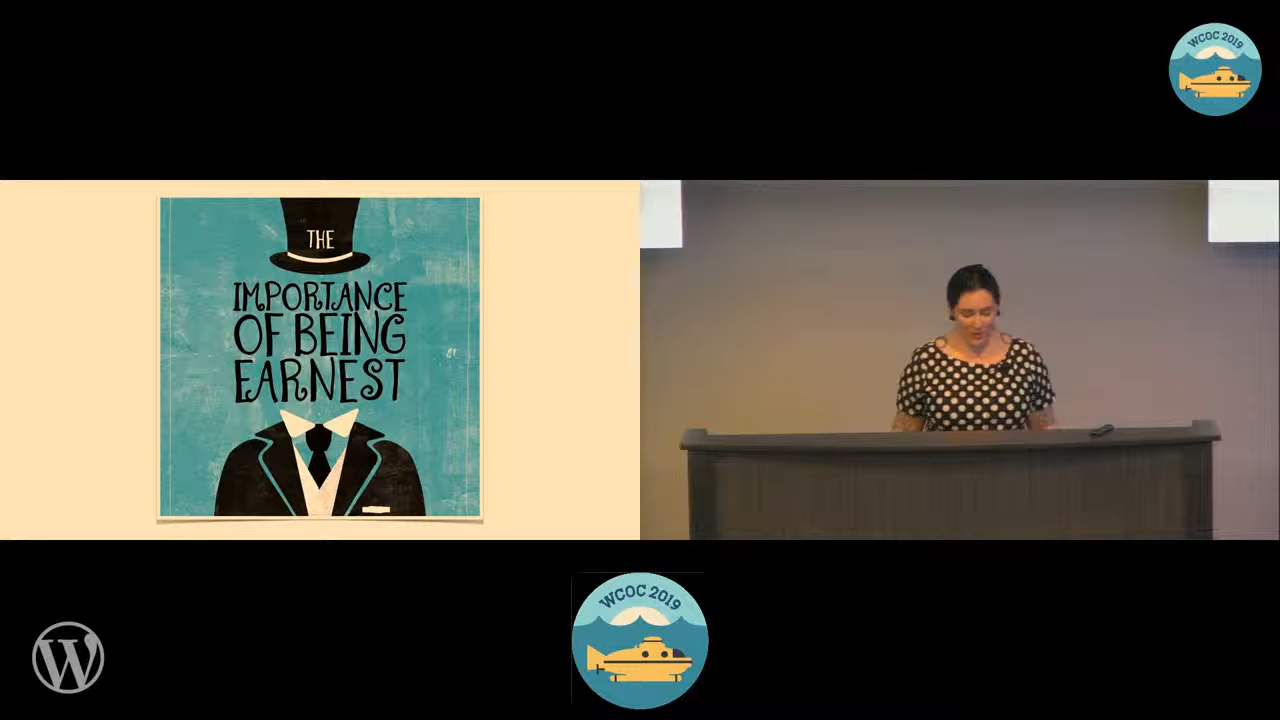 WCOC 2019
THE
IMPORTANCE
OF BEING
EARNEST
WCOC 2019